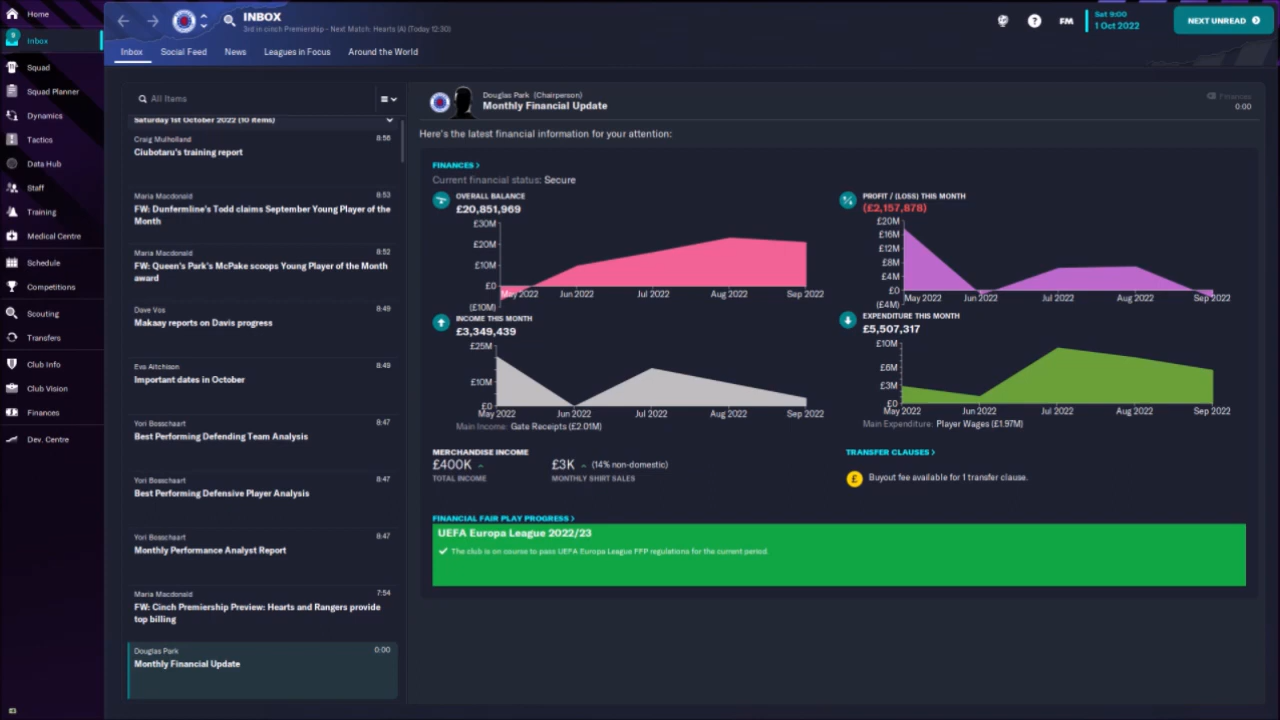 Home
INBOX
3rd in cinch Premiership - Next Match: Hearts (A) (Today 12:30)
FM
Sat 9:00
1 Oct 2022
NEXT UNREAD
9
Inbox
Inbox Social Feed News Leagues in Focus Around the World
Squad
Squad Planner
Dynamics
Tactics
Data Hub
Staff
Training
Medical Centre
Schedule
Competitions
Scouting
Transfers
Club Info
Club Vision
Finances
Dev. Centre
All Items
Saturday 1st October 2022 (10 items)
Craig Mulholland 8:56
Ciubotaru's training report
Maria Macdonald 8:53
FW: Dunfermline's Todd claims September Young Player of the
Month
Maria Macdonald 8:52
FW: Queen's Park's McPake scoops Young Player of the Month
award
Dave Vos 8:49
Makaay reports on Davis progress
Eva Aitchison 8:49
Important dates in October
Yori Bosschaart 8:47
Best Performing Defending Team Analysis
Yori Bosschaart 8:47
Best Performing Defensive Player Analysis
Yori Bosschaart 8:47
Monthly Performance Analyst Report
Maria Macdonald 7:54
FW: Cinch Premiership Preview: Hearts and Rangers provide
top billing
Douglas Park 0:00
Monthly Financial Update
Douglas Park (Chairperson)
Monthly Financial Update
Finances
0:00
Here's the latest financial information for your attention:
FINANCES >
Current financial status: Secure
OVERALL BALANCE
£20,851,969
£30M
£20M
£10M
£0
(£10M)
May 2022 Jun 2022 Jul 2022 Aug 2022 Sep 2022
PROFIT / (LOSS) THIS MONTH
(£2,157,878)
£20M
£16M
£12M
£8M
£4M
£0
(£4M)
May 2022 Jun 2022 Jul 2022 Aug 2022 Sep 2022
INCOME THIS MONTH
£3,349,439
£25M
£10M
£0
May 2022 Jun 2022 Jul 2022 Aug 2022 Sep 2022
Main Income: Gate Receipts (£2.01M)
EXPENDITURE THIS MONTH
£5,507,317
£10M
£6M
£3M
£0
May 2022 Jun 2022 Jul 2022 Aug 2022 Sep 2022
Main Expenditure: Player Wages (£1.97M)
MERCHANDISE INCOME
£400K £3K (14% non-domestic)
TOTAL INCOME MONTHLY SHIRT SALES
TRANSFER CLAUSES >
Buyout fee available for 1 transfer clause.
FINANCIAL FAIR PLAY PROGRESS >
UEFA Europa League 2022/23
The club is on course to pass UEFA Europa League FFP regulations for the current period.